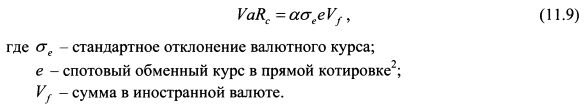 VaR_c = ασ_e eV_f , (11.9)
где σ_e – стандартное отклонение валютного курса;
e – спотовый обменный курс в прямой котировке²;
V_f – сумма в иностранной валюте.